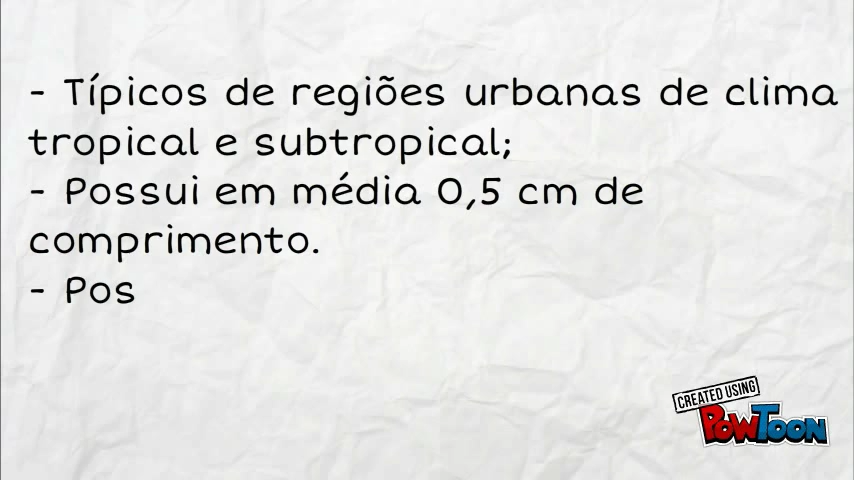 - Típicos de regiões urbanas de clima
tropical e subtropical;
- Possui em média 0,5 cm de
comprimento.
- Pos
CREATED USING
POWTOON